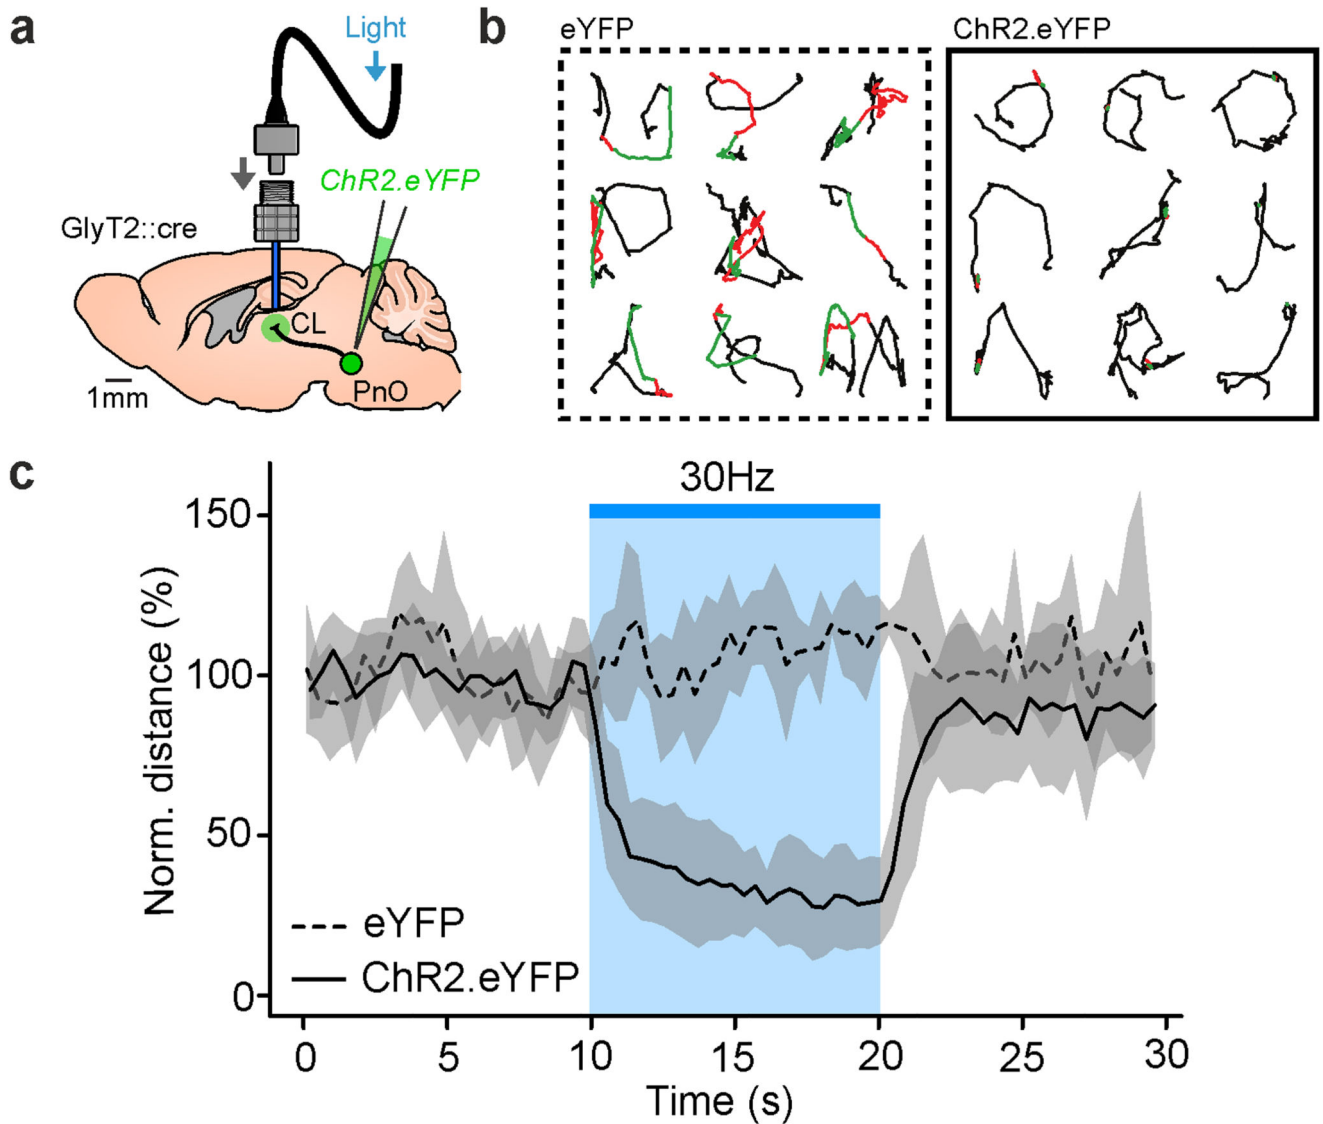 a
Light
ChR2.eYFP
GlyT2::cre
CL
PnO
1mm
b
eYFP
ChR2.eYFP
c
30Hz
150
100
50
0
Norm. distance (%)
eYFP
ChR2.eYFP
0 5 10 15 20 25 30
Time (s)